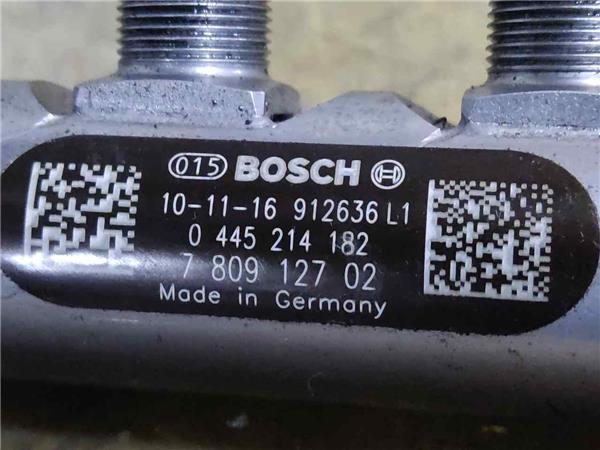 015 BOSCH
10-11-16 912636 L1
0 445 214 182
7 809 127 02
Made in Germany